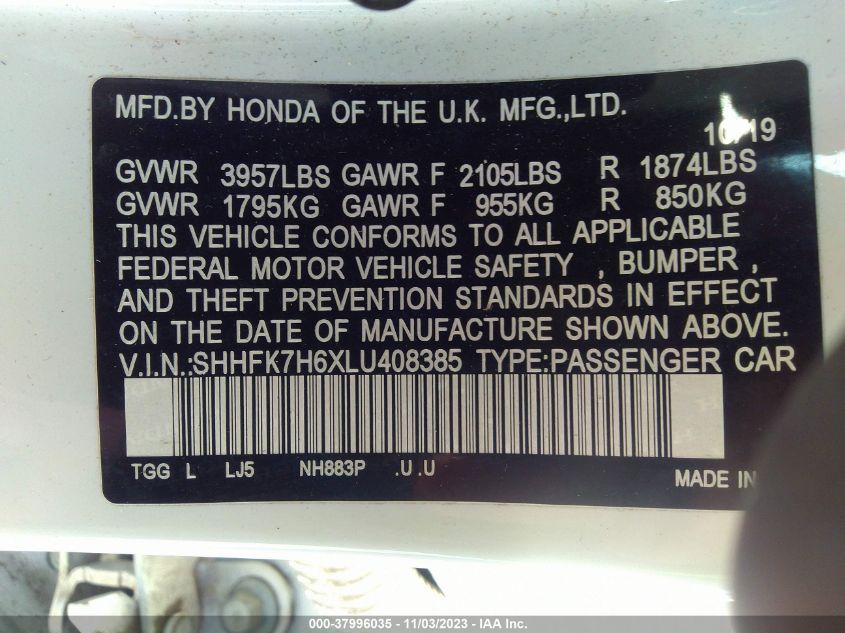 MFD.BY HONDA OF THE U.K. MFG.,LTD.
10/19
GVWR 3957LBS GAWR F 2105LBS R 1874LBS
GVWR 1795KG GAWR F 955KG R 850KG
THIS VEHICLE CONFORMS TO ALL APPLICABLE
FEDERAL MOTOR VEHICLE SAFETY , BUMPER ,
AND THEFT PREVENTION STANDARDS IN EFFECT
ON THE DATE OF MANUFACTURE SHOWN ABOVE.
V.I.N.:SHHFK7H6XLU408385 TYPE:PASSENGER CAR
TGG L LJ5 NH883P .U .U
MADE IN
000-37996035 - 11/03/2023 - IAA Inc.